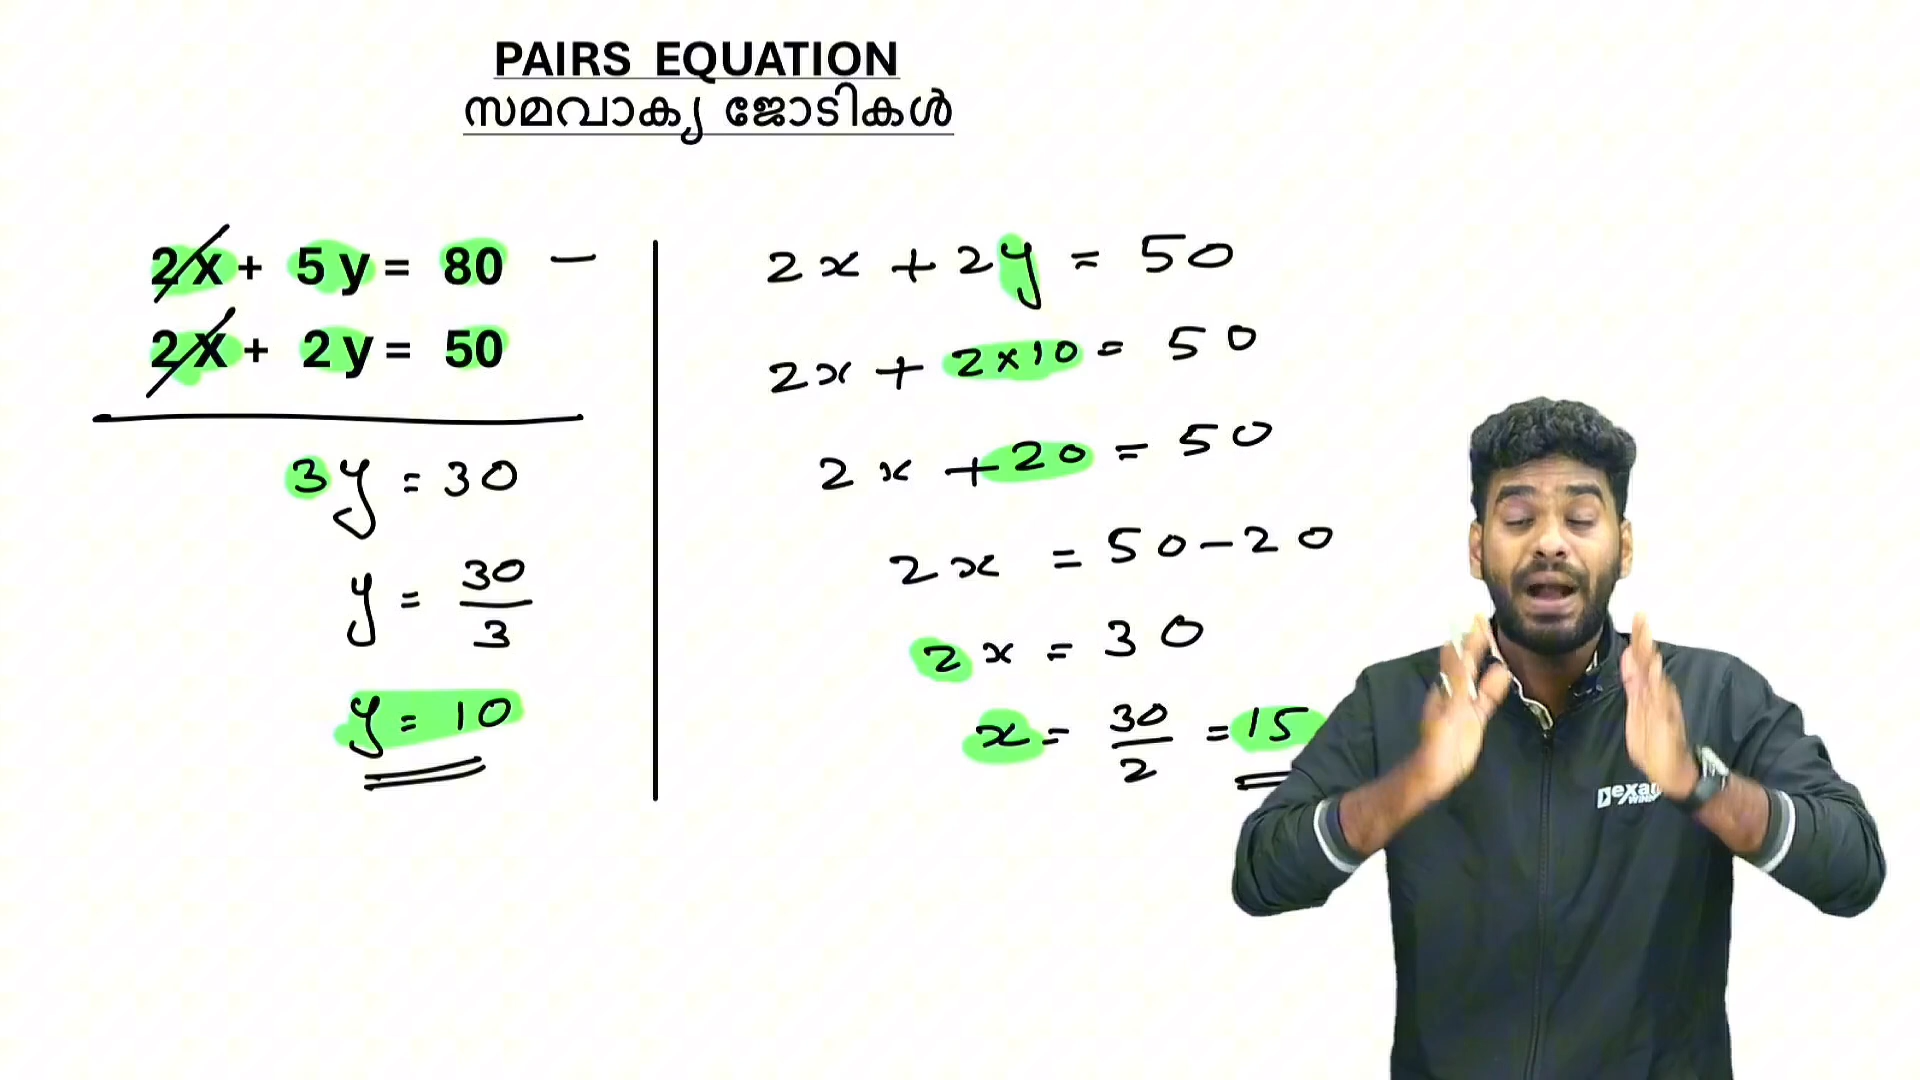 PAIRS EQUATION
സമവാക്യ ജോടികൾ
2x + 5y = 80 —
2x + 2y = 50
3y = 30
y = 30/3
y = 10
2x + 2y = 50
2x + 2×10 = 50
2x + 20 = 50
2x = 50-20
2x = 30
x = 30/2 = 15
exam